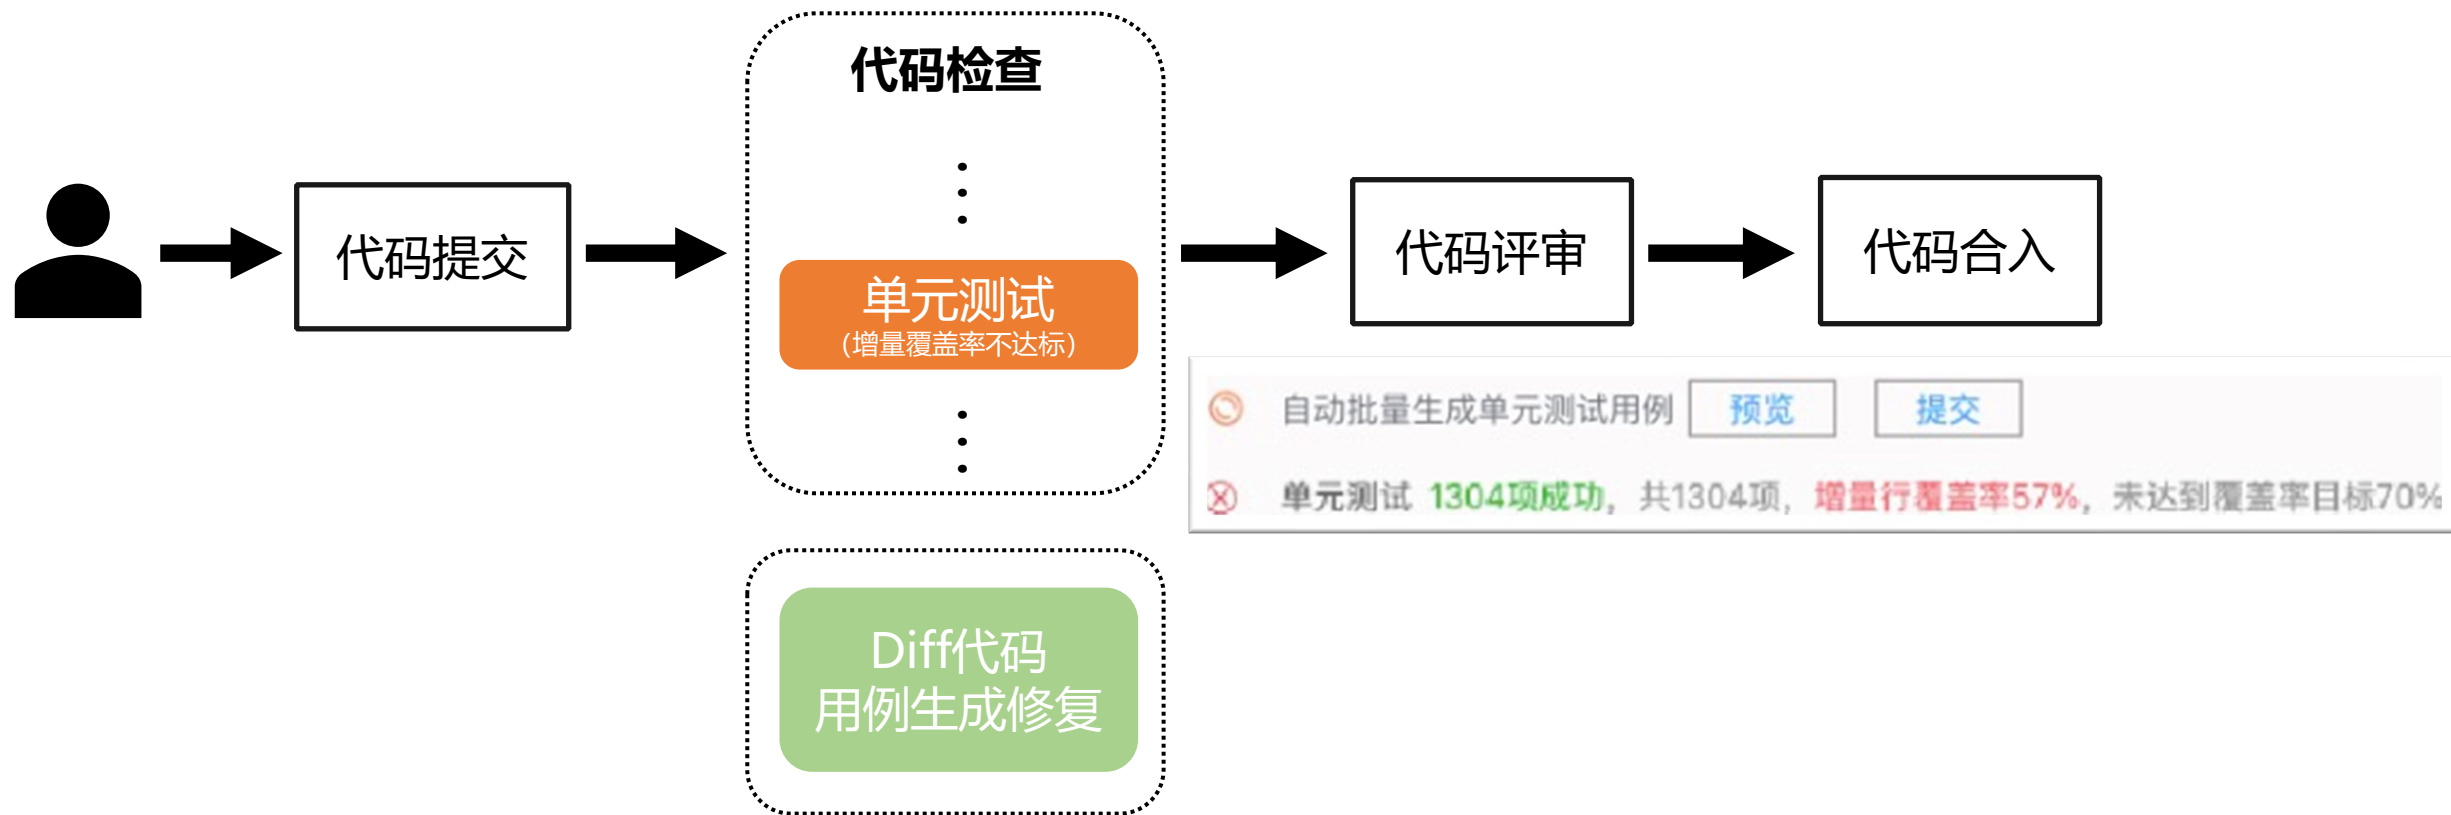 代码检查
代码提交
单元测试
（增量覆盖率不达标）
代码评审
代码合入
自动批量生成单元测试用例 预览 提交
单元测试 1304项成功，共1304项，增量行覆盖率57%，未达到覆盖率目标70%
Diff代码
用例生成修复